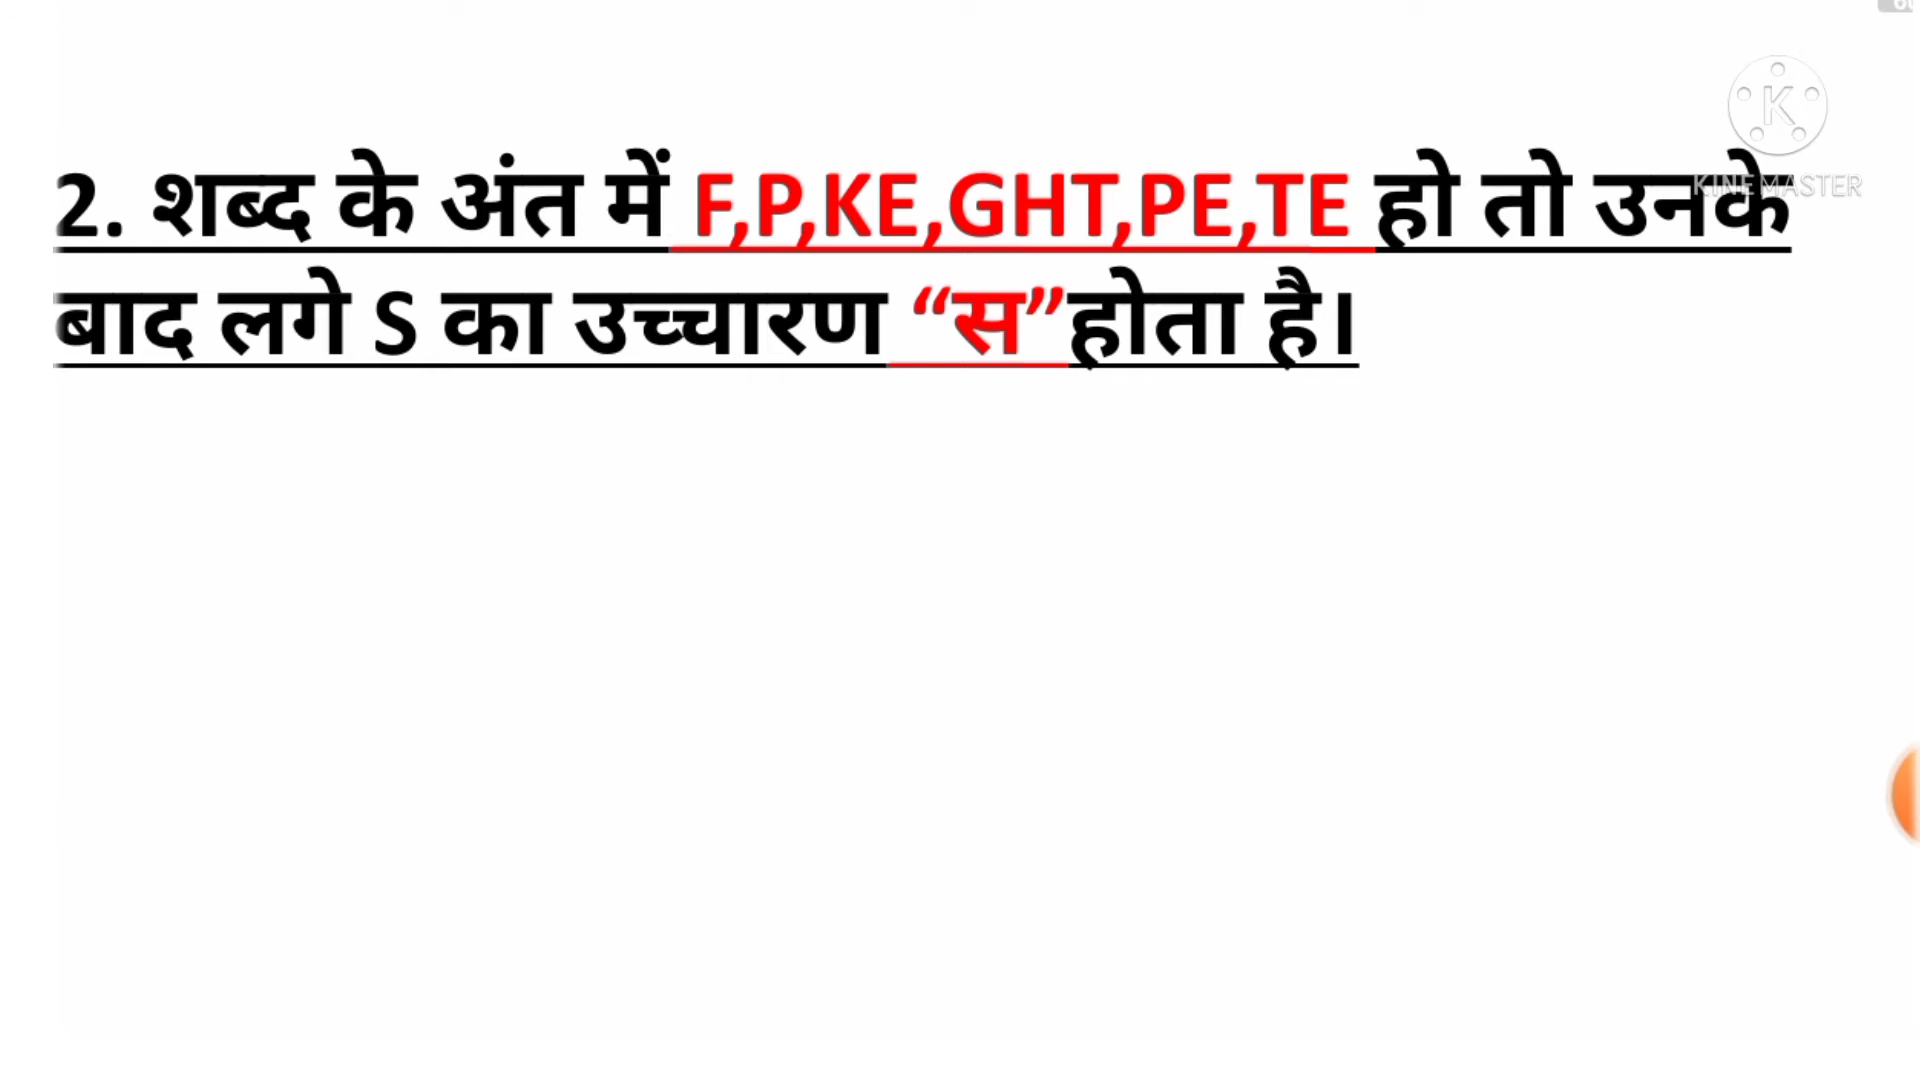 K
KINEMASTER
2. शब्द के अंत में F,P,KE,GHT,PE,TE हो तो उनके
बाद लगे S का उच्चारण “स”होता है।